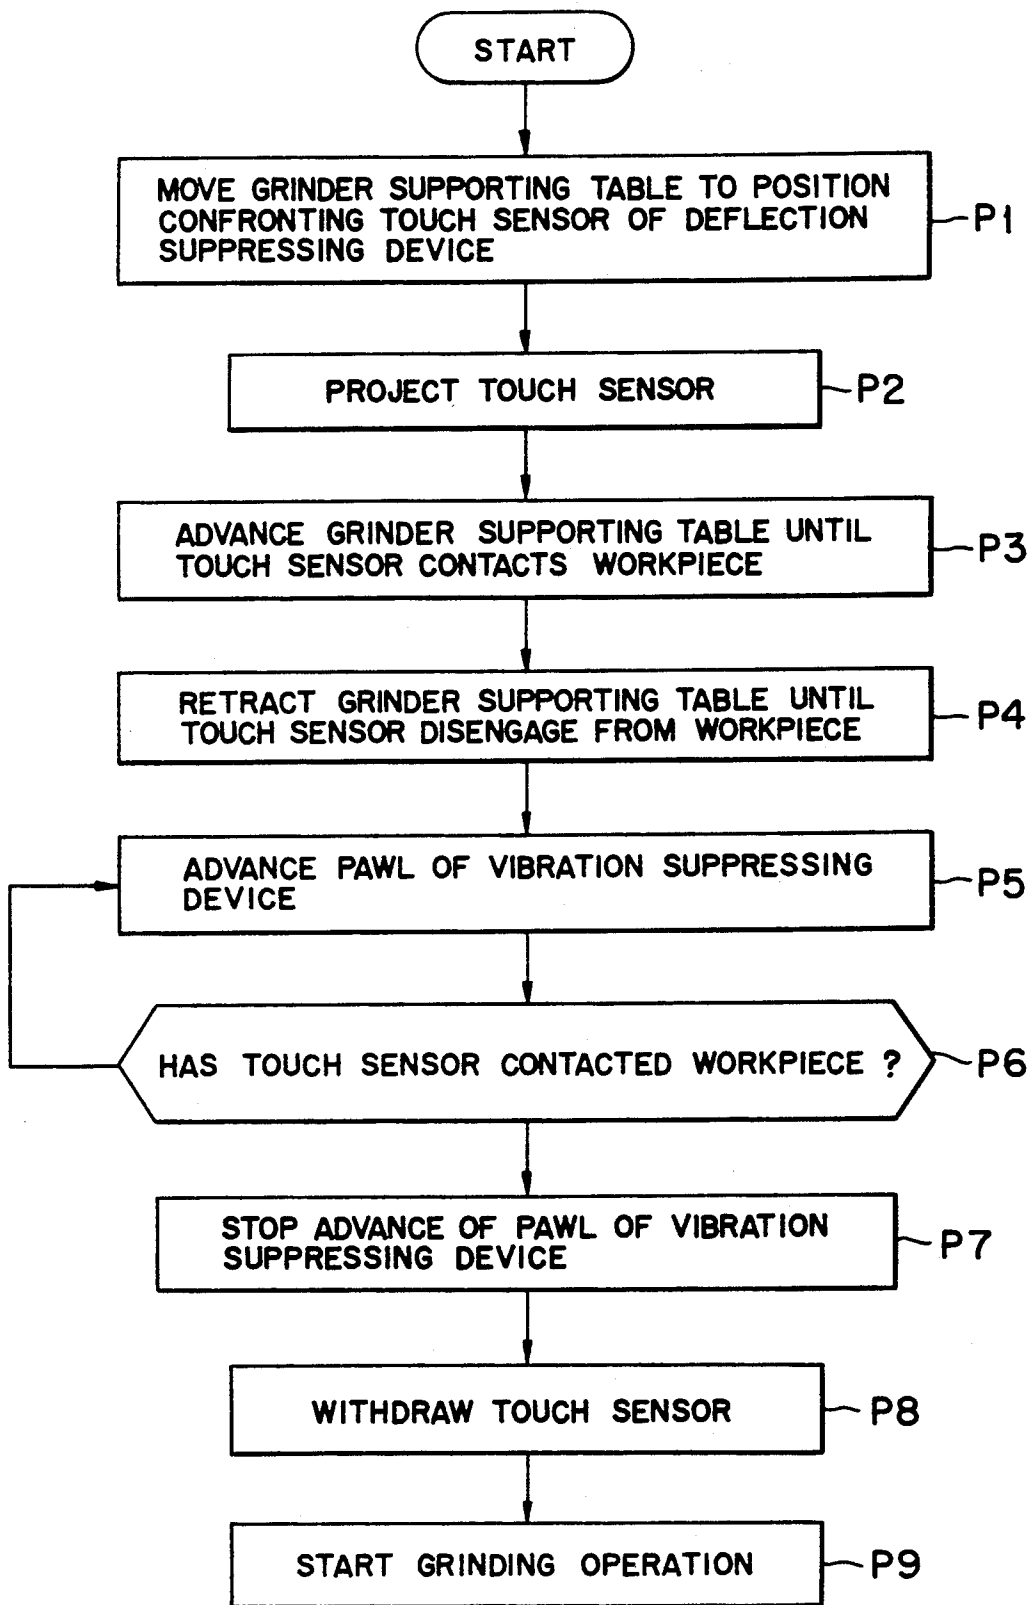 START
MOVE GRINDER SUPPORTING TABLE TO POSITION
CONFRONTING TOUCH SENSOR OF DEFLECTION
SUPPRESSING DEVICE
P1
PROJECT TOUCH SENSOR
P2
ADVANCE GRINDER SUPPORTING TABLE UNTIL
TOUCH SENSOR CONTACTS WORKPIECE
P3
RETRACT GRINDER SUPPORTING TABLE UNTIL
TOUCH SENSOR DISENGAGE FROM WORKPIECE
P4
ADVANCE PAWL OF VIBRATION SUPPRESSING
DEVICE
P5
HAS TOUCH SENSOR CONTACTED WORKPIECE ?
P6
STOP ADVANCE OF PAWL OF VIBRATION
SUPPRESSING DEVICE
P7
WITHDRAW TOUCH SENSOR
P8
START GRINDING OPERATION
P9